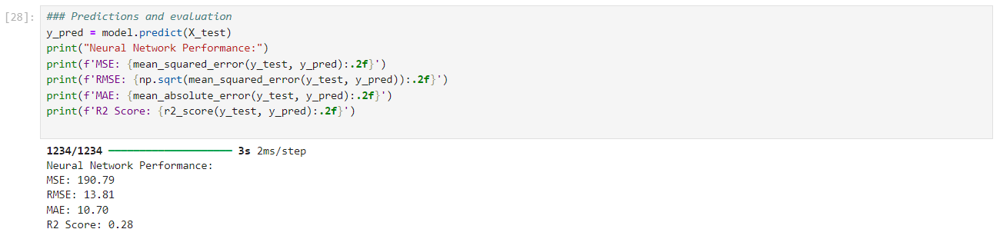 [28]:
### Predictions and evaluation
y_pred = model.predict(X_test)
print("Neural Network Performance:")
print(f'MSE: {mean_squared_error(y_test, y_pred):.2f}')
print(f'RMSE: {np.sqrt(mean_squared_error(y_test, y_pred)):.2f}')
print(f'MAE: {mean_absolute_error(y_test, y_pred):.2f}')
print(f'R2 Score: {r2_score(y_test, y_pred):.2f}')
1234/1234 ━━━━━━━━━━━━━━━━━━━━ 3s 2ms/step
Neural Network Performance:
MSE: 190.79
RMSE: 13.81
MAE: 10.70
R2 Score: 0.28